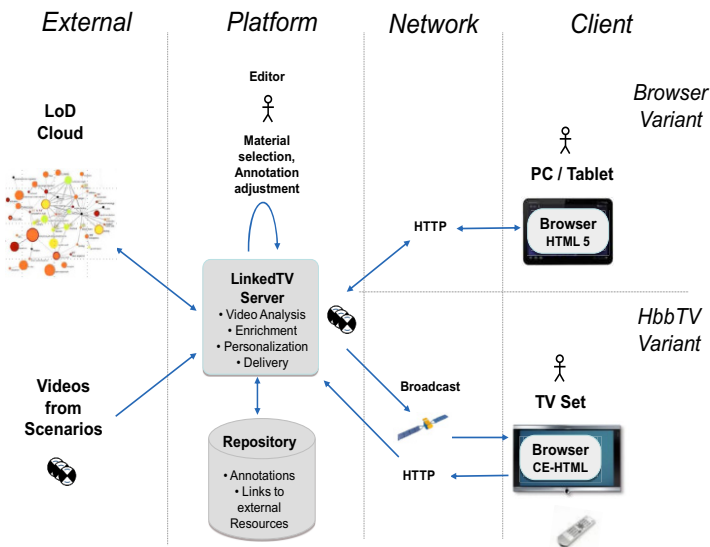 External
Platform
Network
Client
Editor
LoD
Cloud
Material
selection,
Annotation
adjustment
Browser
Variant
PC / Tablet
HTTP
Browser
HTML 5
LinkedTV
Server
• Video Analysis
• Enrichment
• Personalization
• Delivery
HbbTV
Variant
Videos
from
Scenarios
Broadcast
TV Set
Repository
• Annotations
• Links to
external
Resources
HTTP
Browser
CE-HTML